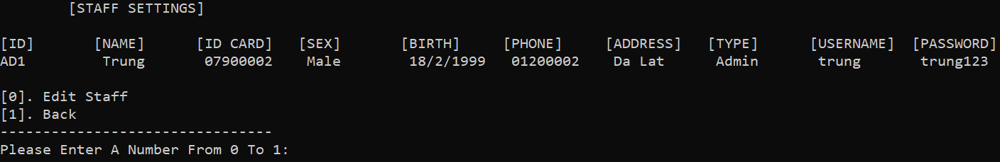 [STAFF SETTINGS]
[ID] [NAME] [ID CARD] [SEX] [BIRTH] [PHONE] [ADDRESS] [TYPE] [USERNAME] [PASSWORD]
AD1 Trung 07900002 Male 18/2/1999 01200002 Da Lat Admin trung trung123
[0]. Edit Staff
[1]. Back
--------------------------------
Please Enter A Number From 0 To 1: